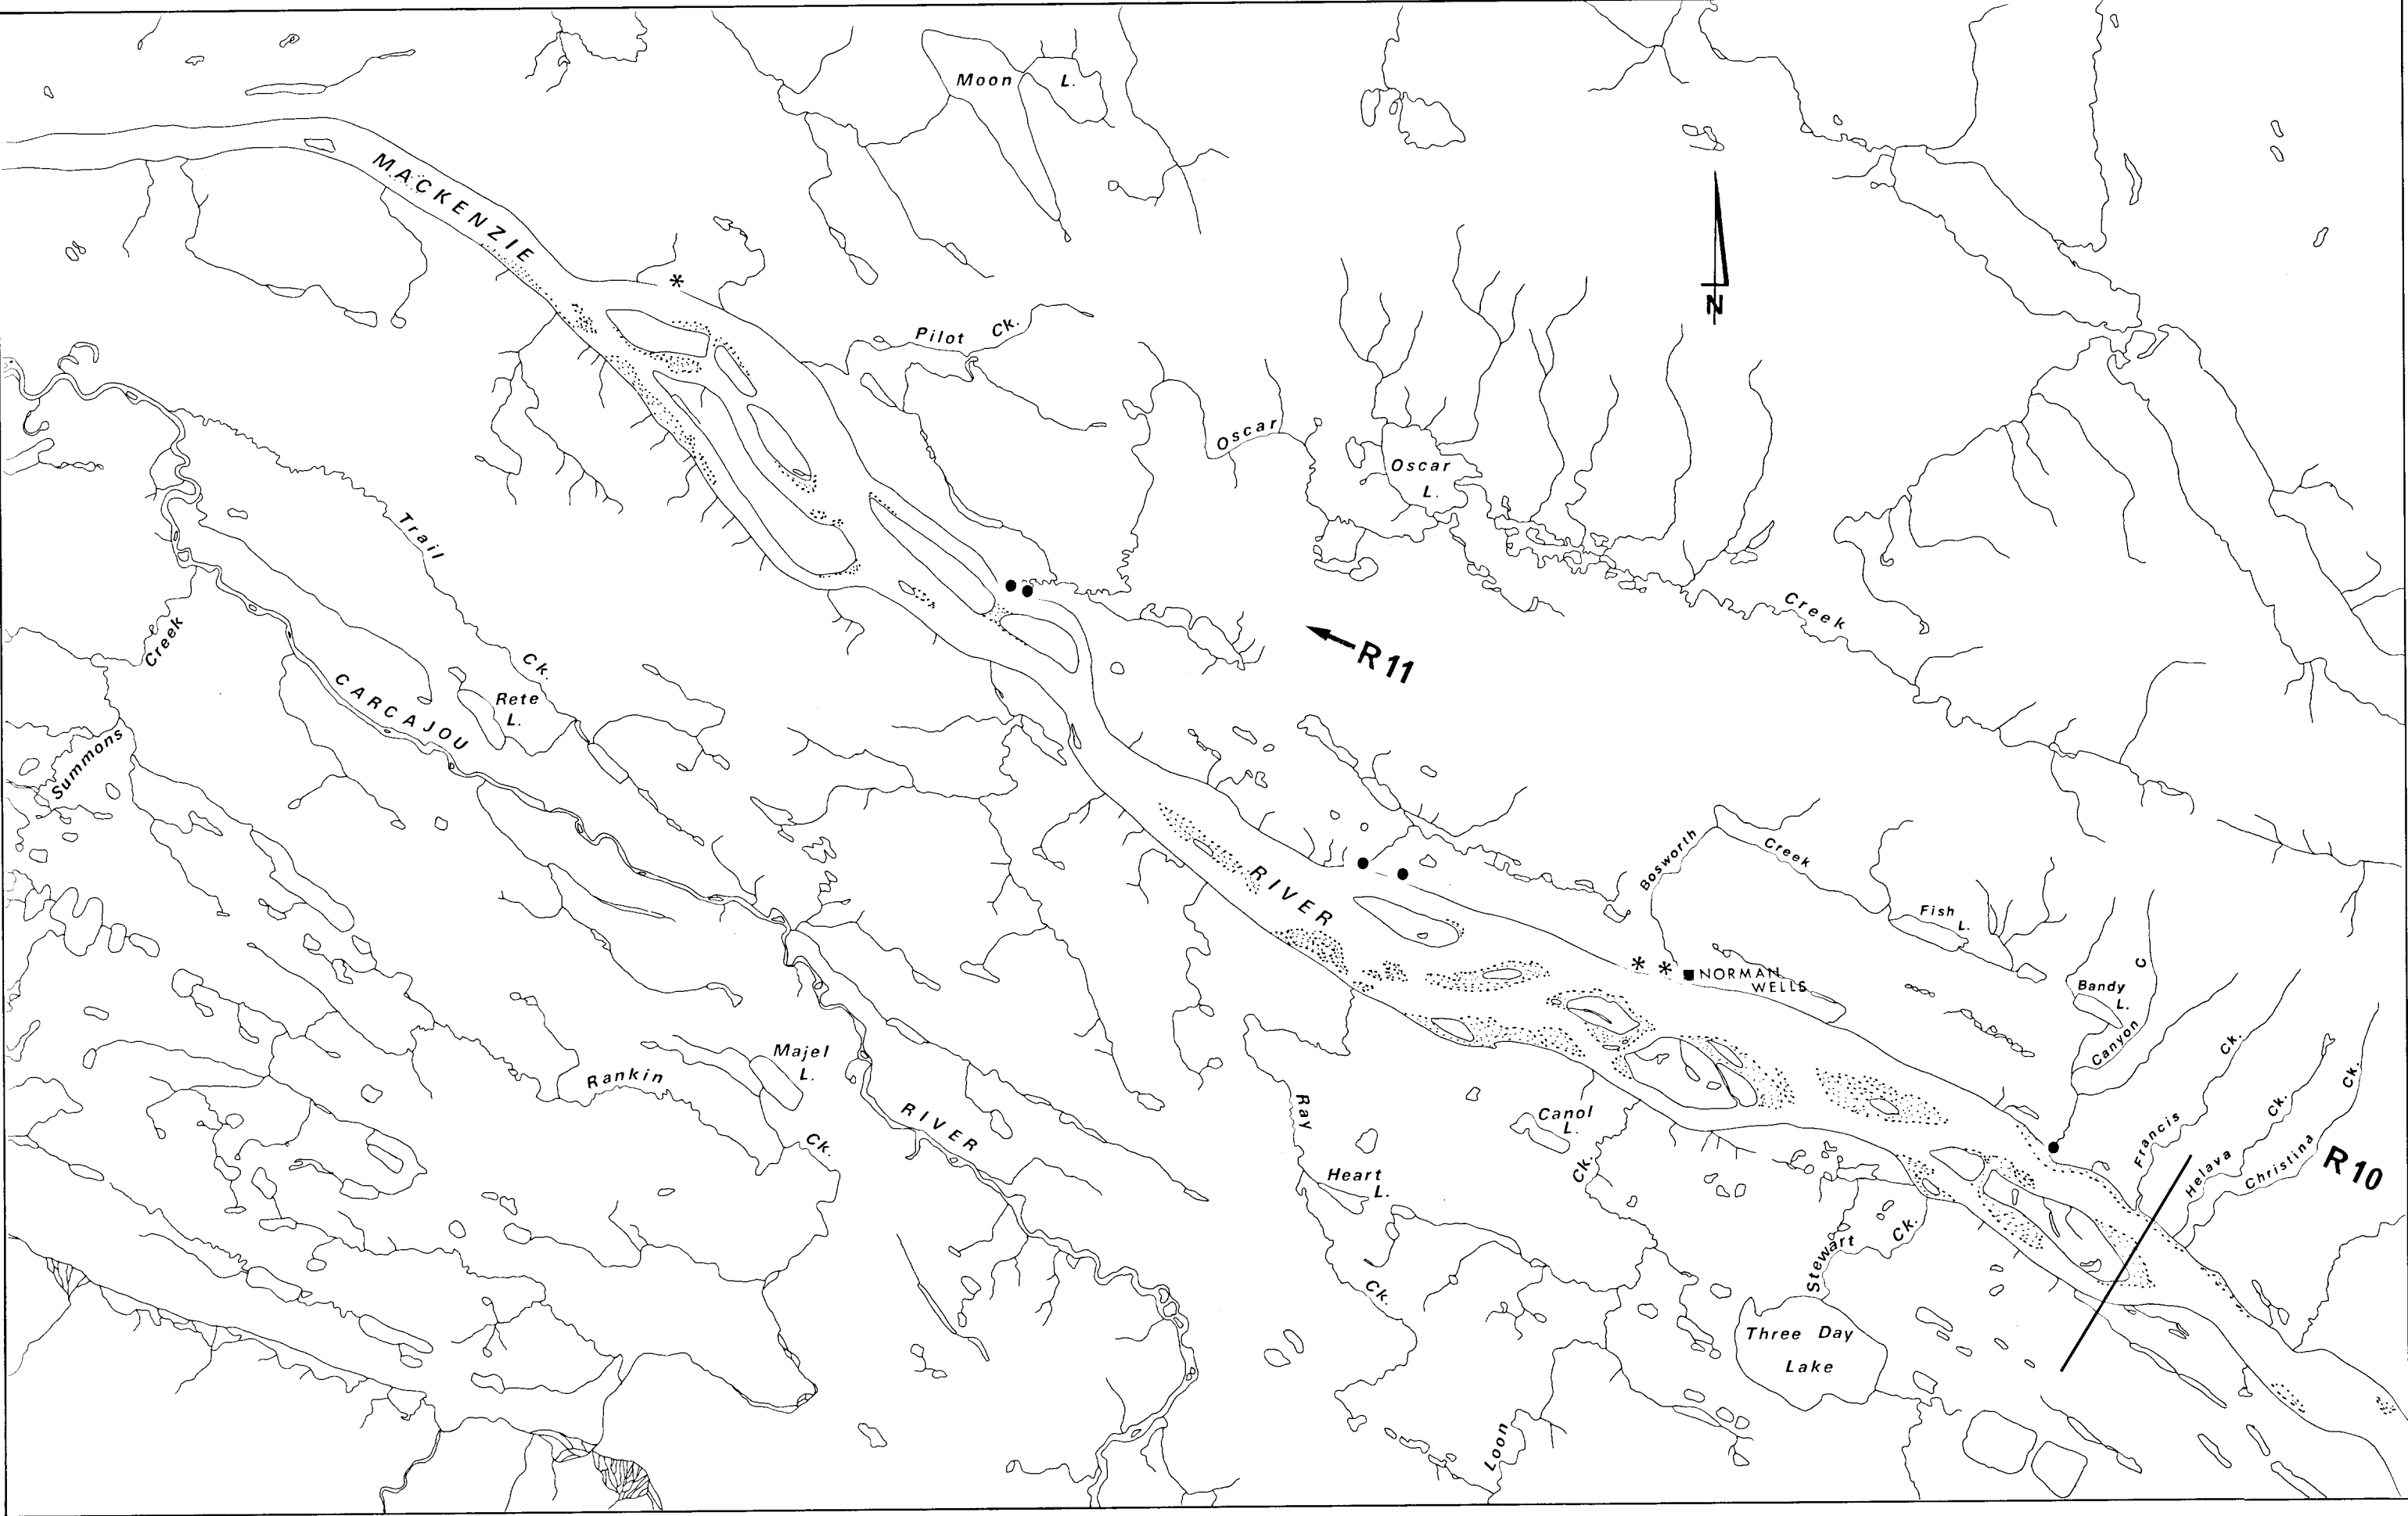 Moon L.
MACKENZIE
*
N
Pilot Ck.
Oscar
Oscar
L.
Trail
Creek
Creek
R 11
Ck.
Rete
L.
CARCAJOU
Summons
Bosworth
Creek
RIVER
Fish
L.
* *
NORMAN
WELLS
C
Bandy
L.
Canyon
Ck.
Majel
L.
Rankin
Ck.
RIVER
Ray
Canol
L.
Ck.
Ck.
Ck.
Francis
Helava
Christina
R 10
Heart
L.
Ck.
Stewart
Ck.
Three Day
Lake
Loon